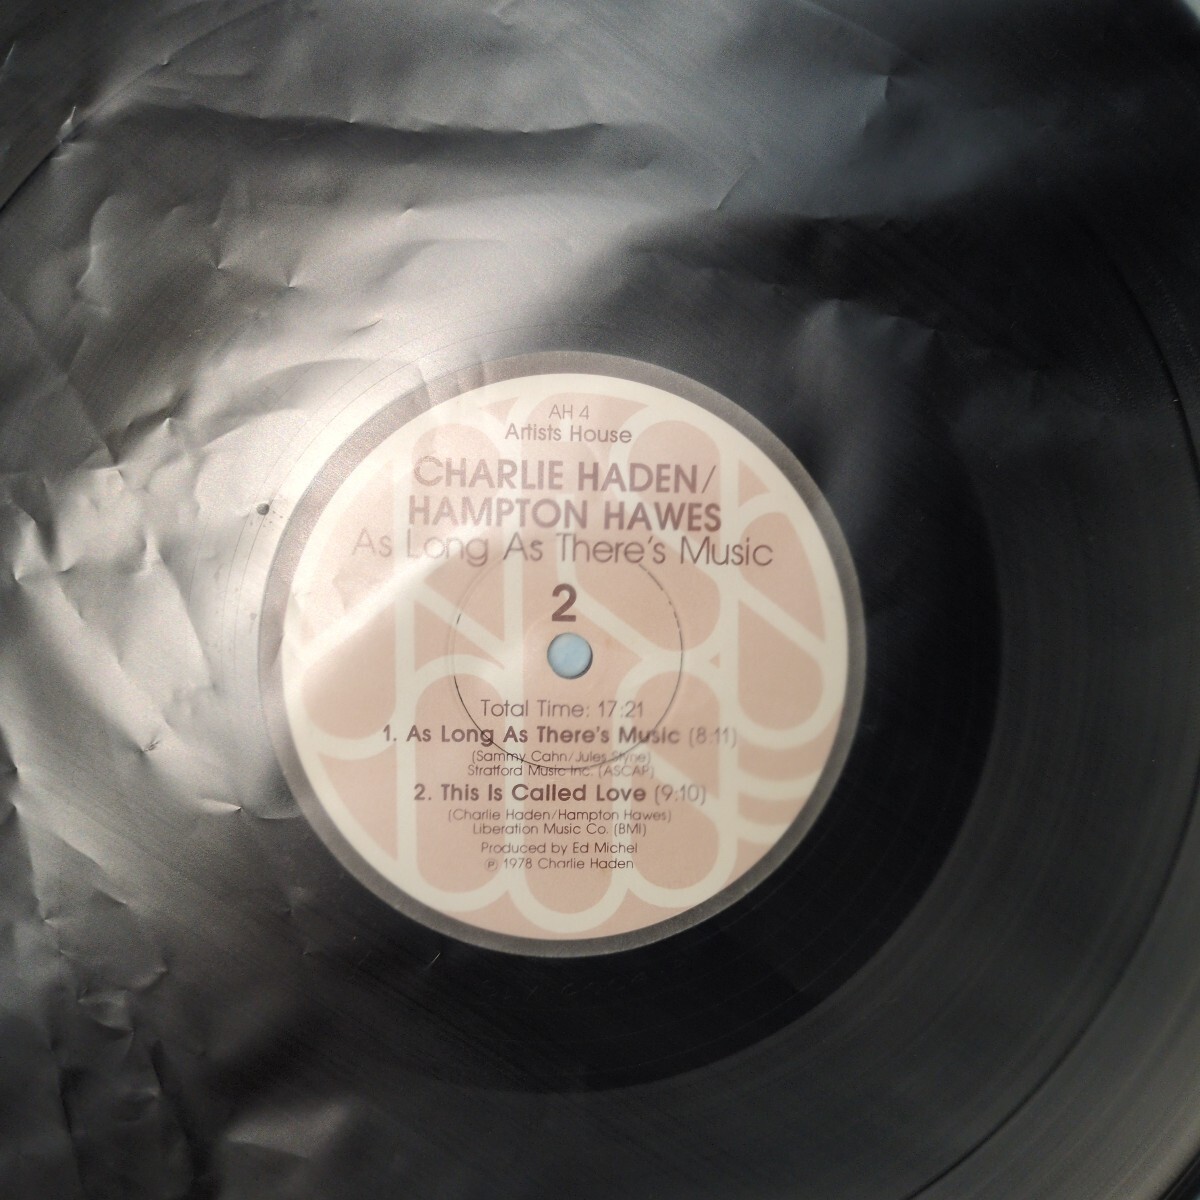 AH 4
Artists House
CHARLIE HADEN/
HAMPTON HAWES
As Long As There's Music
2
Total Time: 17:21
1. As Long As There's Music (8:11)
(Sammy Cahn/Jules Styne)
Stratford Music Inc. (ASCAP)
2. This Is Called Love (9:10)
(Charlie Haden/Hampton Hawes)
Liberation Music Co. (BMI)
Produced by Ed Michel
℗ 1978 Charlie Haden